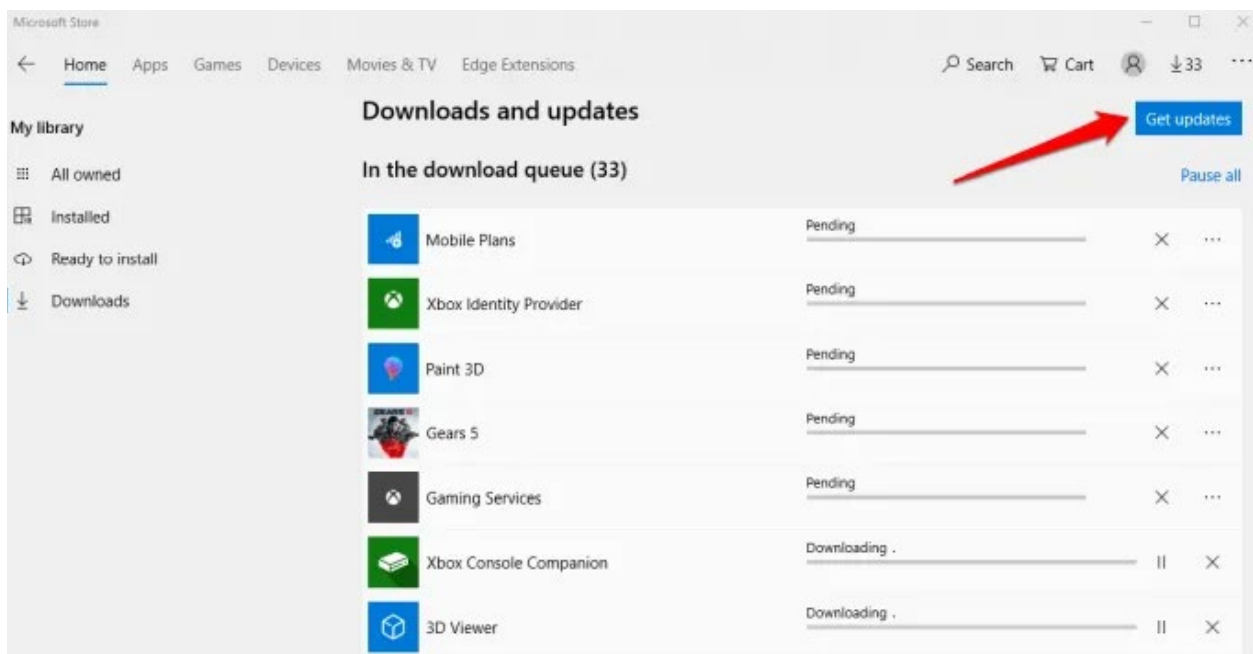 Microsoft Store
Home Apps Games Devices Movies & TV Edge Extensions Search Cart 33
My library
All owned
Installed
Ready to install
Downloads
Downloads and updates
Get updates
In the download queue (33)
Pause all
Mobile Plans Pending
Xbox Identity Provider Pending
Paint 3D Pending
Gears 5 Pending
Gaming Services Pending
Xbox Console Companion Downloading .
3D Viewer Downloading .